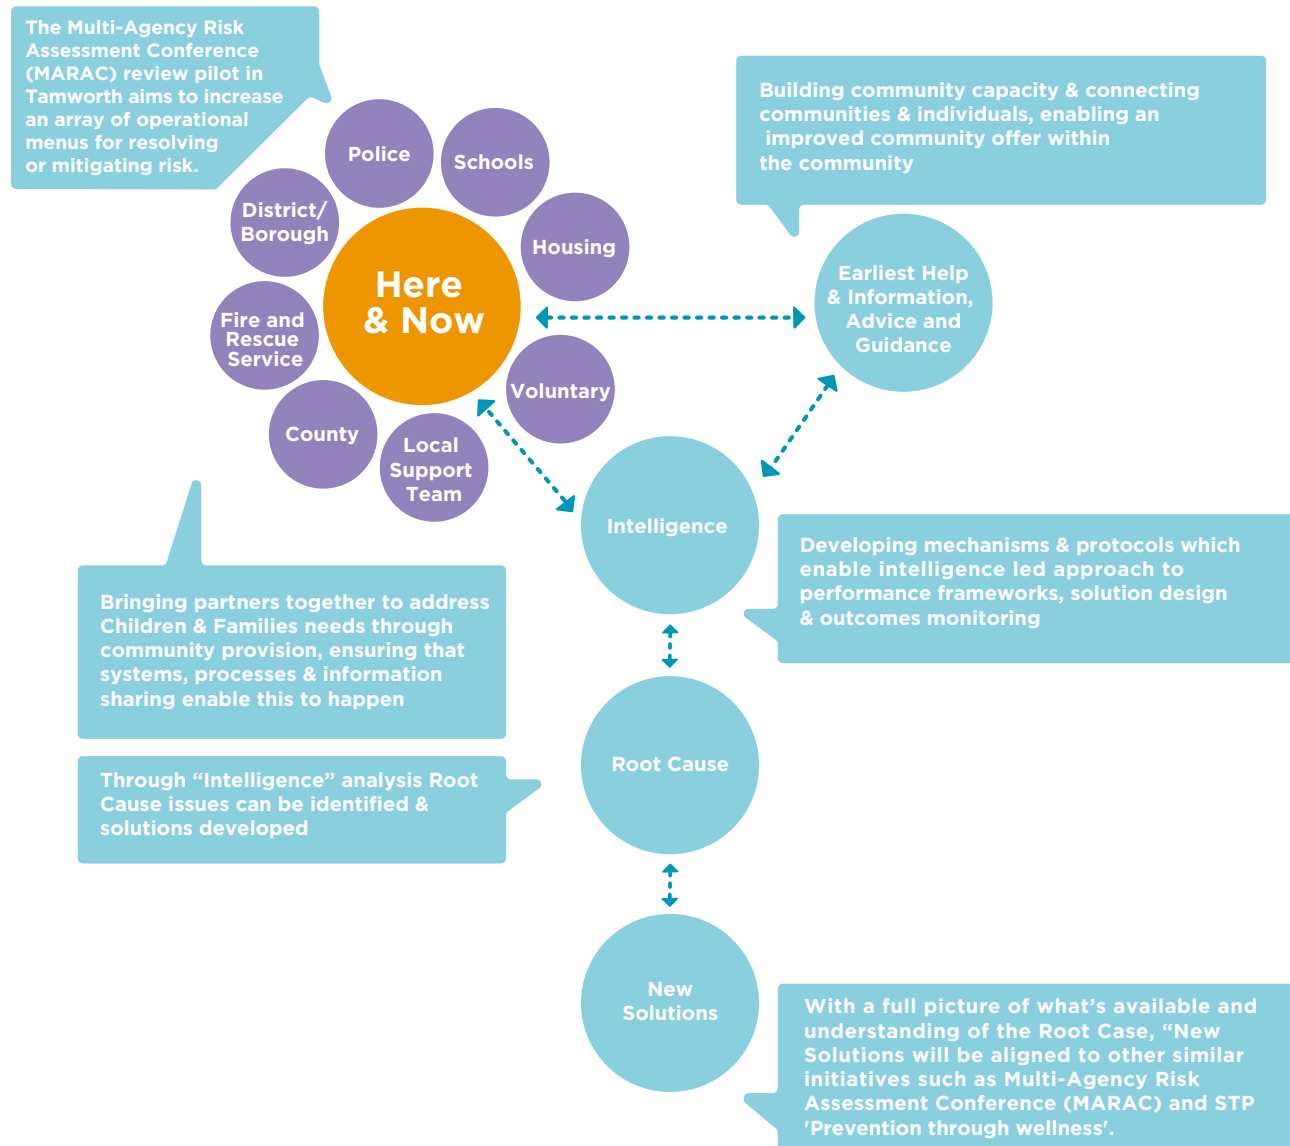 The Multi-Agency Risk
Assessment Conference
(MARAC) review pilot in
Tamworth aims to increase
an array of operational
menus for resolving
or mitigating risk.
Building community capacity & connecting
communities & individuals, enabling an
improved community offer within
the community
Police
Schools
District/
Borough
Housing
Here
& Now
Earliest Help
& Information,
Advice and
Guidance
Fire and
Rescue
Service
Voluntary
County
Local
Support
Team
Intelligence
Developing mechanisms & protocols which
enable intelligence led approach to
performance frameworks, solution design
& outcomes monitoring
Bringing partners together to address
Children & Families needs through
community provision, ensuring that
systems, processes & information
sharing enable this to happen
Root Cause
Through “Intelligence” analysis Root
Cause issues can be identified &
solutions developed
New
Solutions
With a full picture of what’s available and
understanding of the Root Case, “New
Solutions will be aligned to other similar
initiatives such as Multi-Agency Risk
Assessment Conference (MARAC) and STP
'Prevention through wellness'.